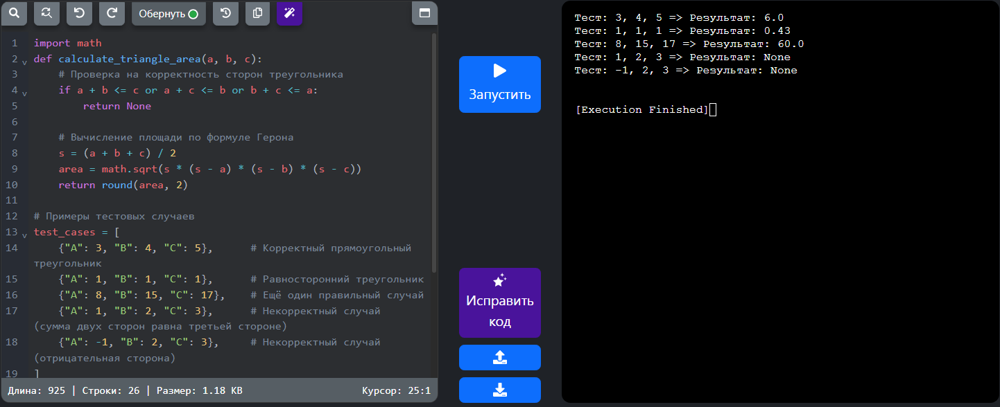 Обернуть
1 import math
2 def calculate_triangle_area(a, b, c):
3 # Проверка на корректность сторон треугольника
4 if a + b <= c or a + c <= b or b + c <= a:
5 return None
6
7 # Вычисление площади по формуле Герона
8 s = (a + b + c) / 2
9 area = math.sqrt(s * (s - a) * (s - b) * (s - c))
10 return round(area, 2)
11
12 # Примеры тестовых случаев
13 test_cases = [
14 {"A": 3, "B": 4, "C": 5}, # Корректный прямоугольный
треугольник
15 {"A": 1, "B": 1, "C": 1}, # Равносторонний треугольник
16 {"A": 8, "B": 15, "C": 17}, # Ещё один правильный случай
17 {"A": 1, "B": 2, "C": 3}, # Некорректный случай
(сумма двух сторон равна третьей стороне)
18 {"A": -1, "B": 2, "C": 3}, # Некорректный случай
(отрицательная сторона)
19 ]
Длина: 925 | Строки: 26 | Размер: 1.18 KB Курсор: 25:1
Запустить
Исправить
код
Тест: 3, 4, 5 => Результат: 6.0
Тест: 1, 1, 1 => Результат: 0.43
Тест: 8, 15, 17 => Результат: 60.0
Тест: 1, 2, 3 => Результат: None
Тест: -1, 2, 3 => Результат: None
[Execution Finished]